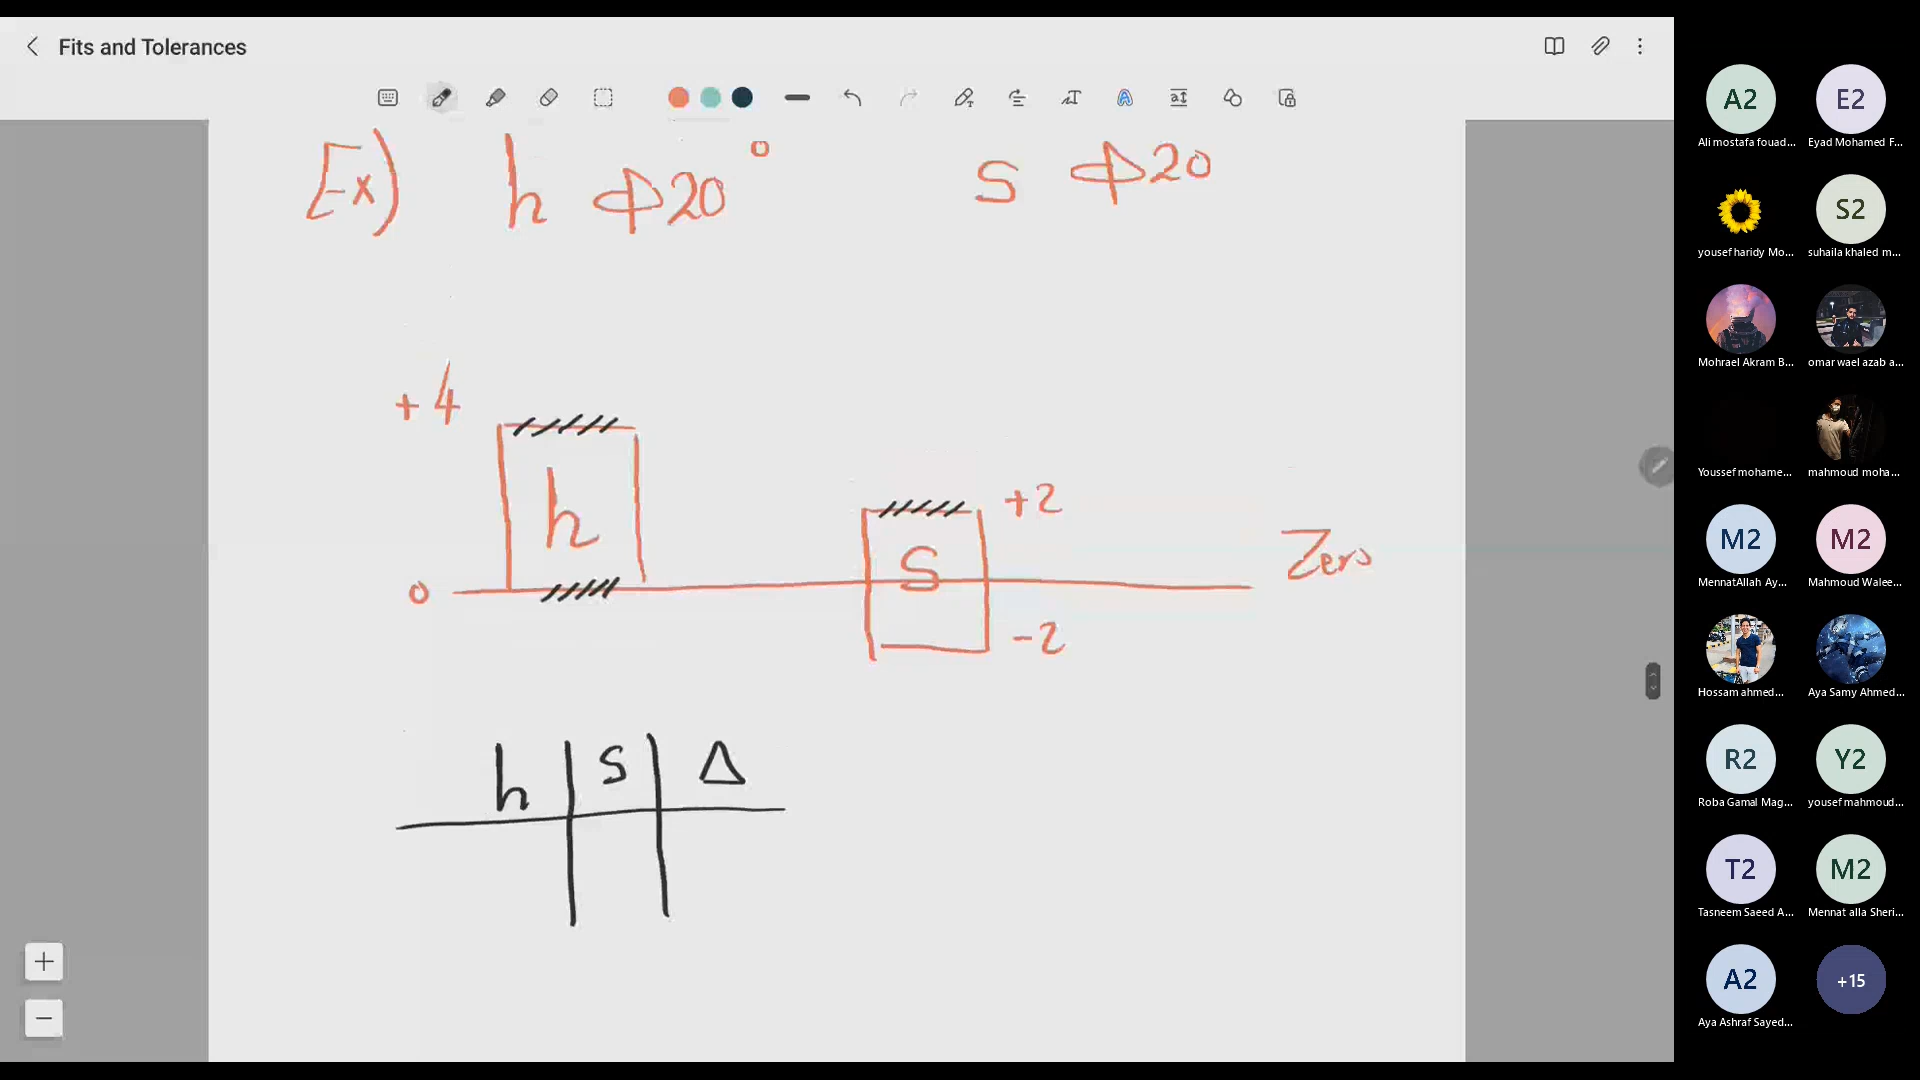 Fits and Tolerances
Ex) h ф20 0 S ф20
+4
h
+2
S
Zero
0
-2
h S Δ
A2 E2
Ali mostafa fouad... Eyad Mohamed F...
S2
yousef haridy Mo... suhaila khaled m...
Mohrael Akram B... omar wael azab a...
Youssef mohame... mahmoud moha...
M2 M2
MennatAllah Ay... Mahmoud Walee...
Hossam ahmed... Aya Samy Ahmed...
R2 Y2
Roba Gamal Mag... yousef mahmoud...
T2 M2
Tasneem Saeed A... Mennat alla Sheri...
A2 +15
Aya Ashraf Sayed...